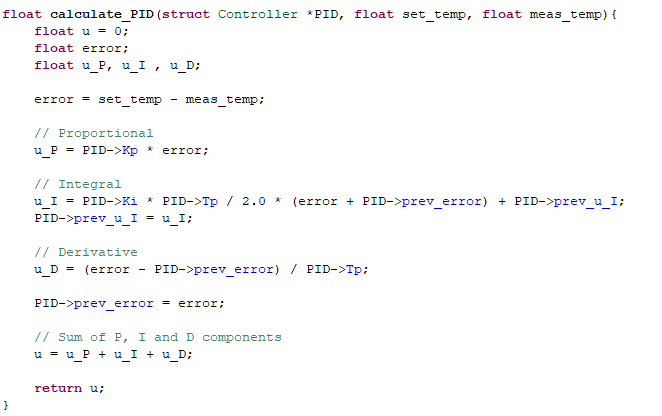 float calculate_PID(struct Controller *PID, float set_temp, float meas_temp){
float u = 0;
float error;
float u_P, u_I , u_D;
error = set_temp - meas_temp;
// Proportional
u_P = PID->Kp * error;
// Integral
u_I = PID->Ki * PID->Tp / 2.0 * (error + PID->prev_error) + PID->prev_u_I;
PID->prev_u_I = u_I;
// Derivative
u_D = (error - PID->prev_error) / PID->Tp;
PID->prev_error = error;
// Sum of P, I and D components
u = u_P + u_I + u_D;
return u;
}